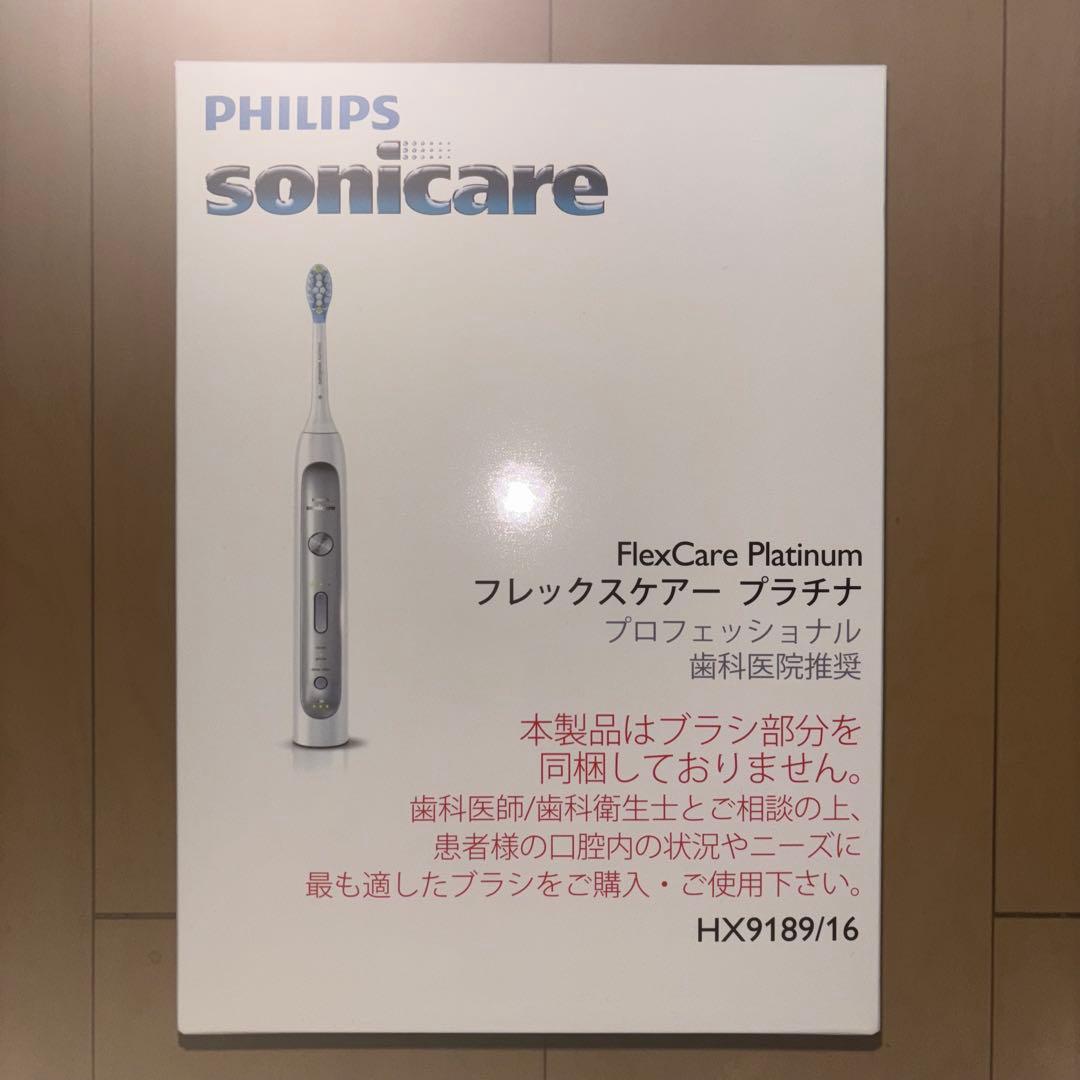 PHILIPS
sonicare
FlexCare Platinum
フレックスケアー プラチナ
プロフェッショナル
歯科医院推奨
本製品はブラシ部分を
同梱しておりません。
歯科医師/歯科衛生士とご相談の上、
患者様の口腔内の状況やニーズに
最も適したブラシをご購入・ご使用下さい。
HX9189/16